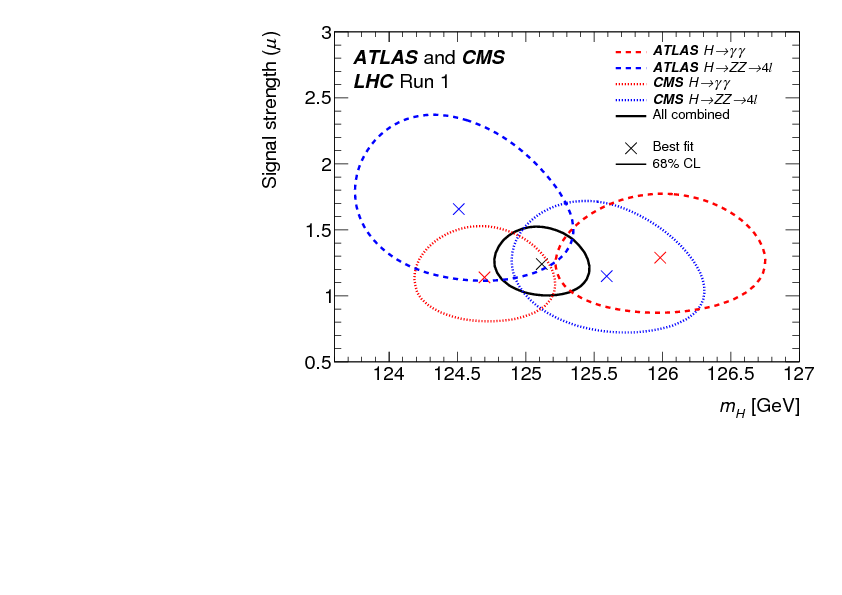 3
2.5
2
1.5
1
0.5
Signal strength (μ)
ATLAS and CMS
LHC Run 1
ATLAS H→γγ
ATLAS H→ZZ→4l
CMS H→γγ
CMS H→ZZ→4l
All combined
Best fit
68% CL
124 124.5 125 125.5 126 126.5 127
m_H [GeV]